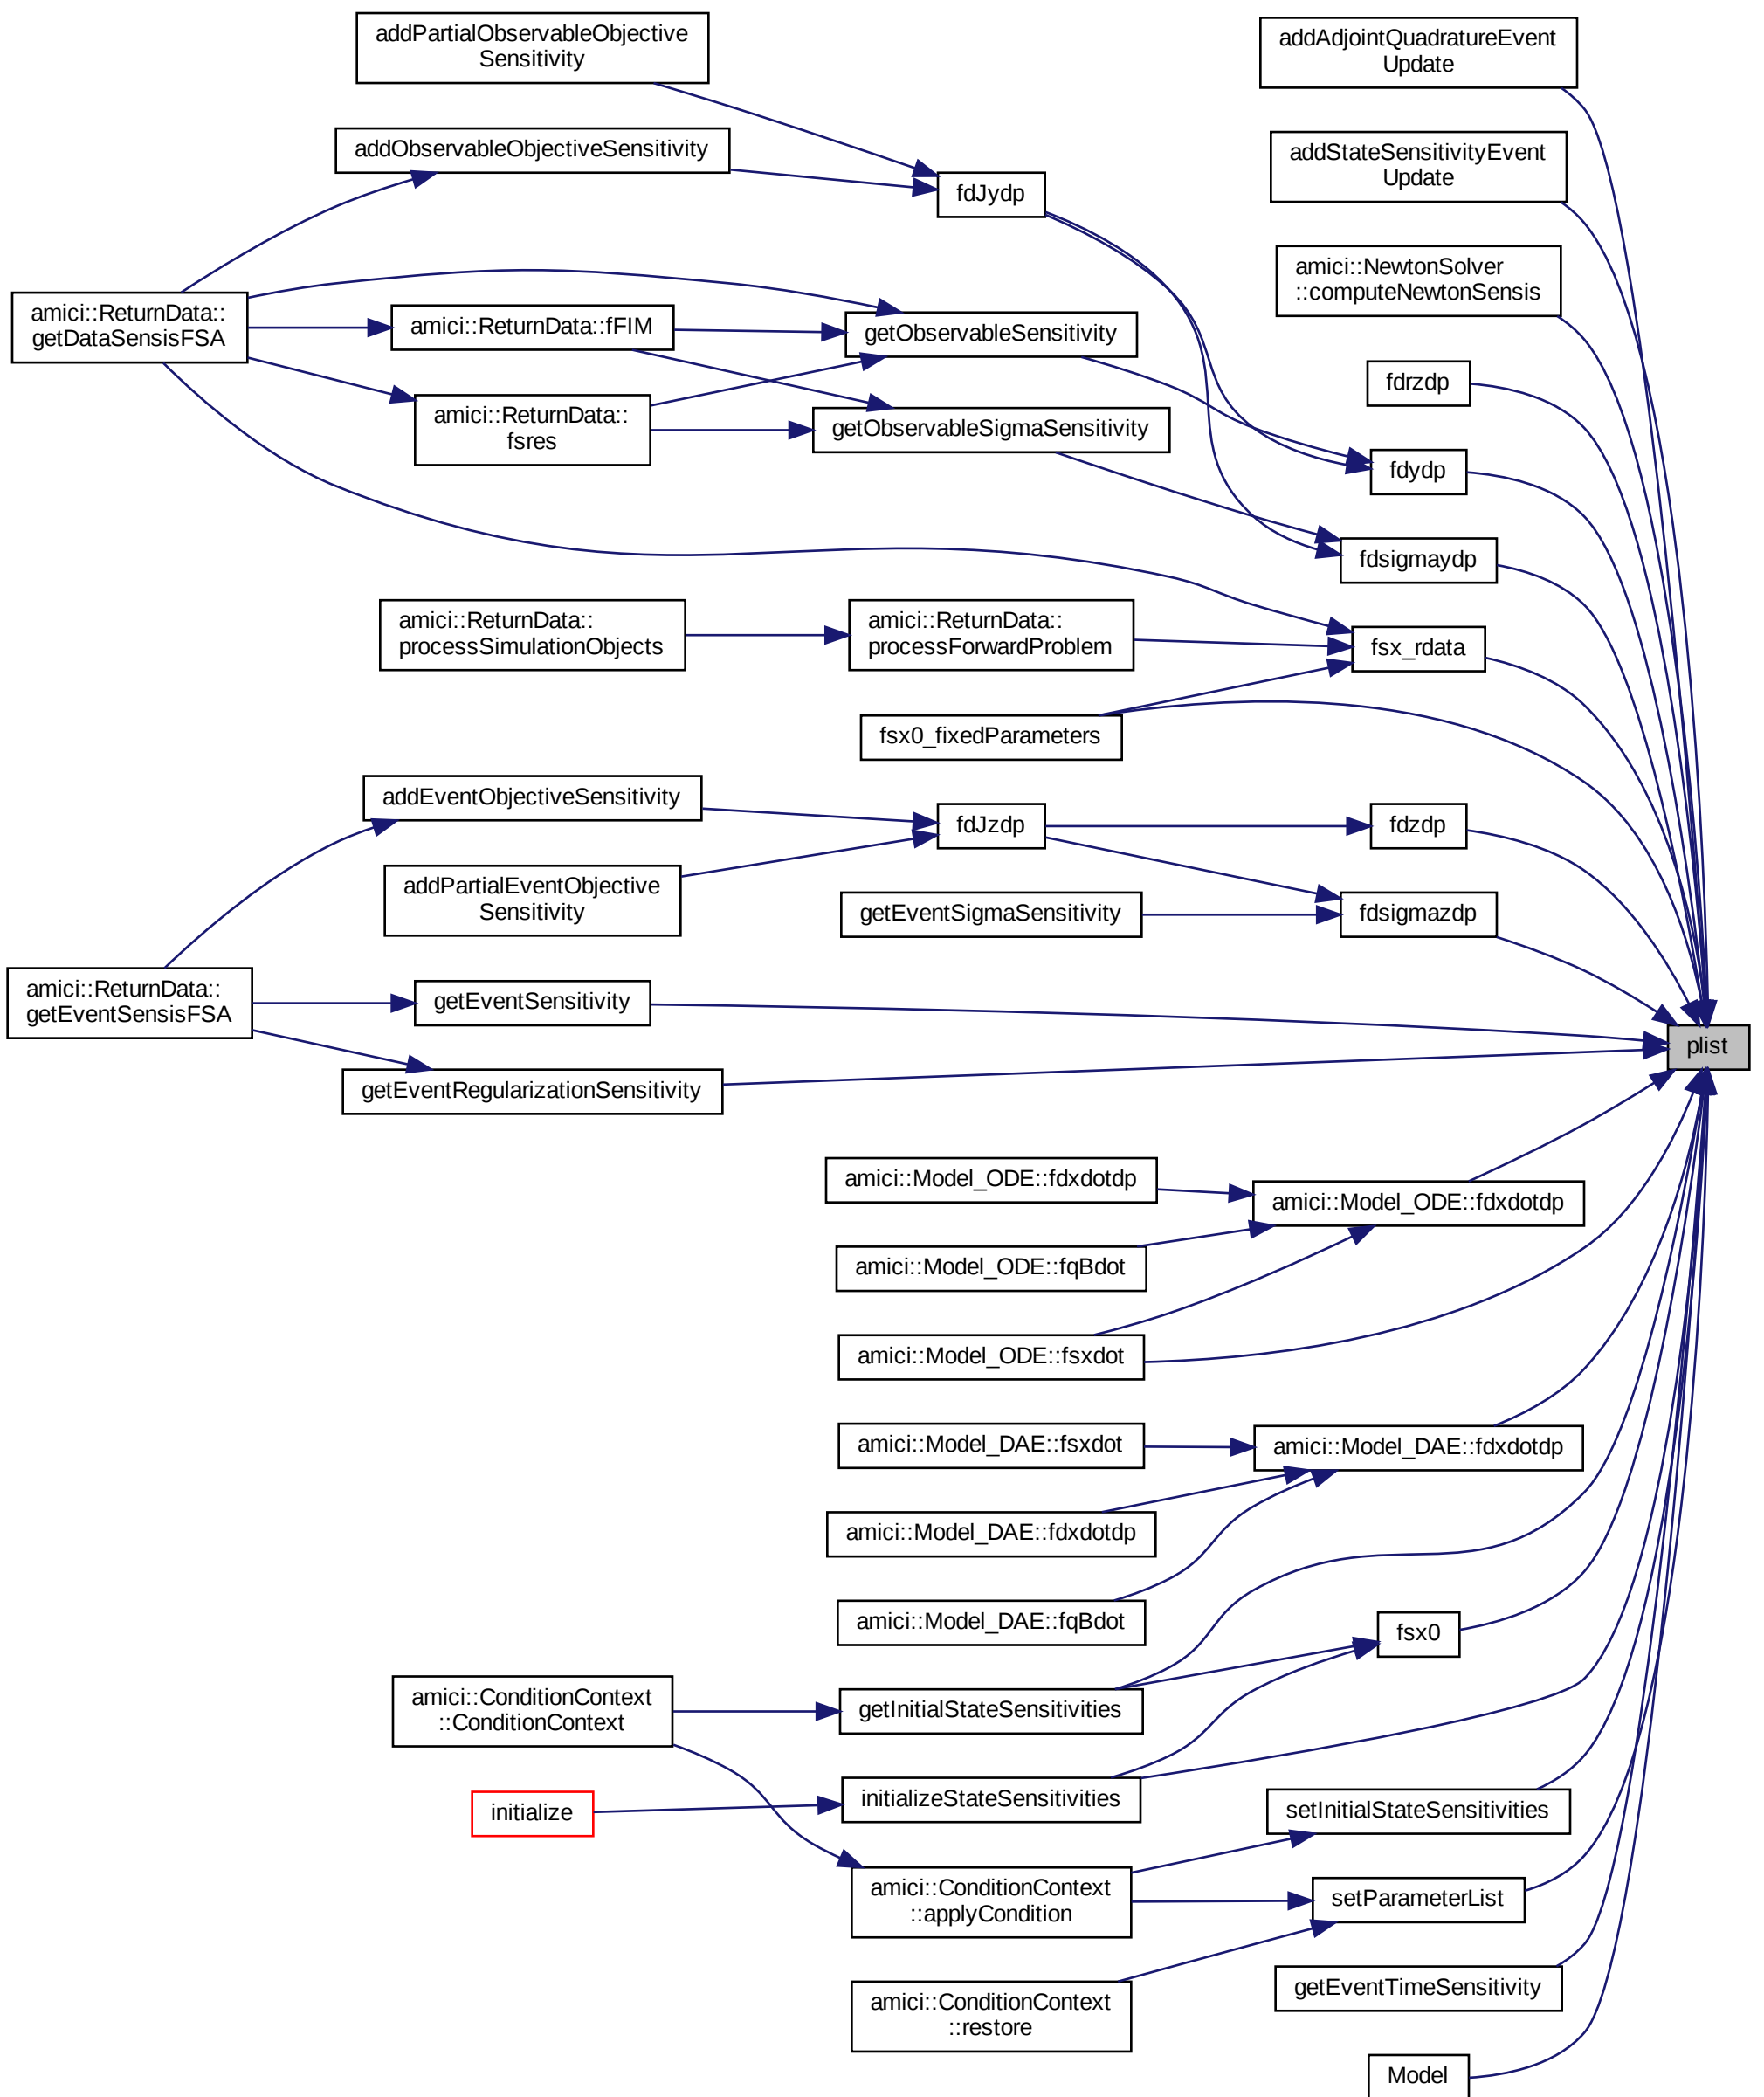 addPartialObservableObjective
Sensitivity
addObservableObjectiveSensitivity
fdJydp
amici::ReturnData::
getDataSensisFSA
amici::ReturnData::fFIM
getObservableSensitivity
amici::ReturnData::
fsres
getObservableSigmaSensitivity
addAdjointQuadratureEvent
Update
addStateSensitivityEvent
Update
amici::NewtonSolver
::computeNewtonSensis
fdrzdp
fdydp
fdsigmaydp
amici::ReturnData::
processSimulationObjects
amici::ReturnData::
processForwardProblem
fsx_rdata
fsx0_fixedParameters
addEventObjectiveSensitivity
fdJzdp
fdzdp
addPartialEventObjective
Sensitivity
getEventSigmaSensitivity
fdsigmazdp
amici::ReturnData::
getEventSensisFSA
getEventSensitivity
getEventRegularizationSensitivity
plist
amici::Model_ODE::fdxdotdp
amici::Model_ODE::fdxdotdp
amici::Model_ODE::fqBdot
amici::Model_ODE::fsxdot
amici::Model_DAE::fsxdot
amici::Model_DAE::fdxdotdp
amici::Model_DAE::fdxdotdp
amici::Model_DAE::fqBdot
fsx0
amici::ConditionContext
::ConditionContext
getInitialStateSensitivities
initialize
initializeStateSensitivities
setInitialStateSensitivities
amici::ConditionContext
::applyCondition
setParameterList
amici::ConditionContext
::restore
getEventTimeSensitivity
Model